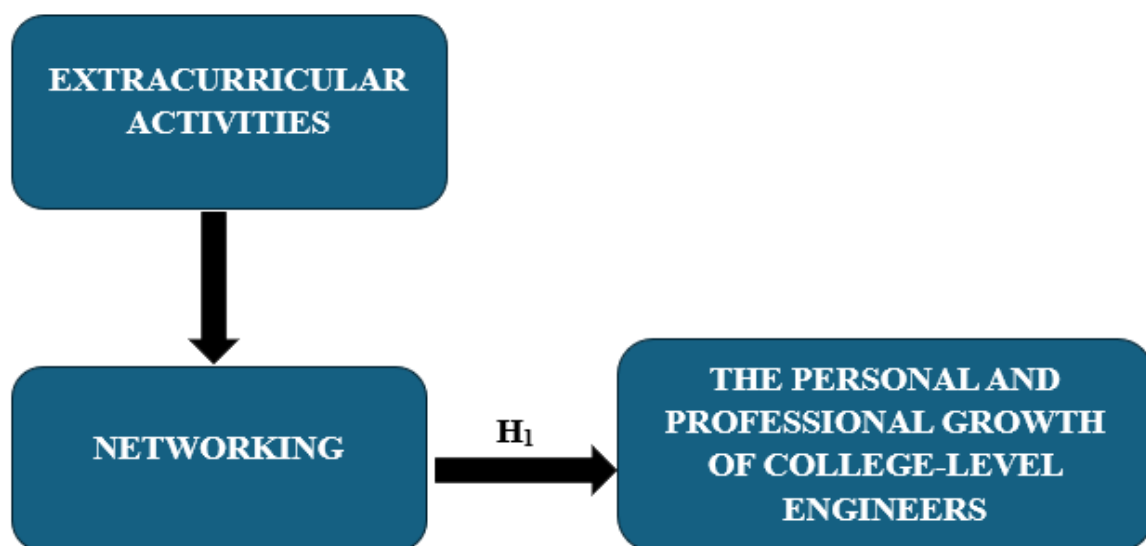 EXTRACURRICULAR
ACTIVITIES
NETWORKING
H₁
THE PERSONAL AND
PROFESSIONAL GROWTH
OF COLLEGE-LEVEL
ENGINEERS